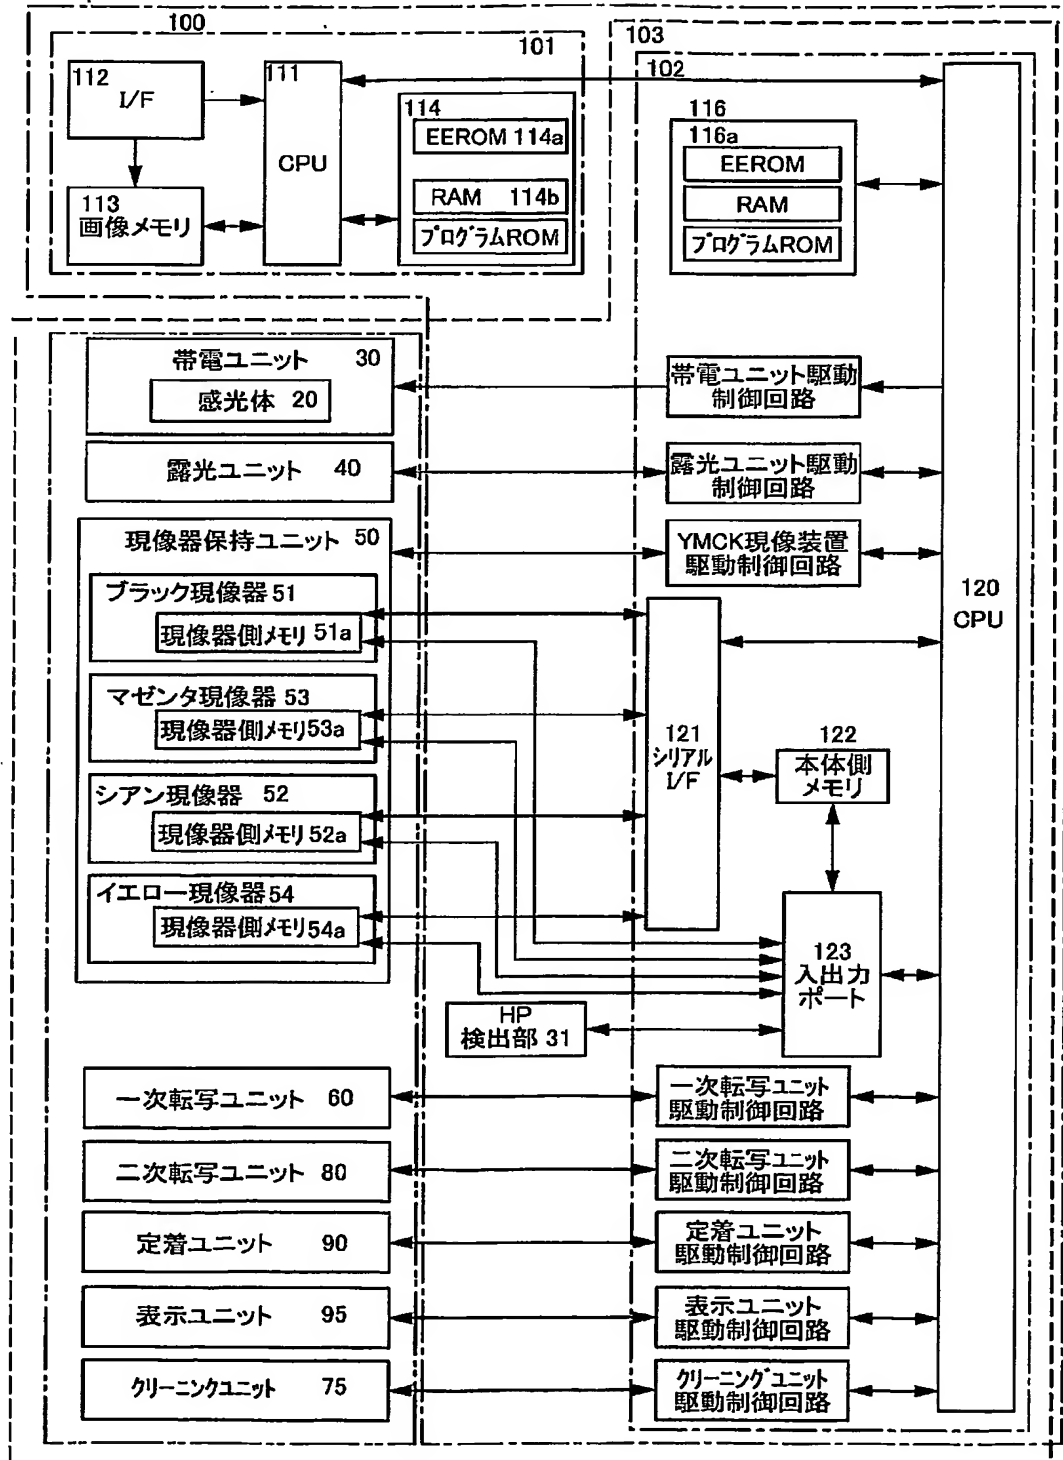 100
101
103
102
112
I/F
111
CPU
113
画像メモリ
114
EEROM 114a
RAM 114b
プログラムROM
116
116a
EEROM
RAM
プログラムROM
帯電ユニット 30
感光体 20
帯電ユニット駆動
制御回路
露光ユニット 40
露光ユニット駆動
制御回路
現像器保持ユニット 50
YMCK現像装置
駆動制御回路
ブラック現像器 51
現像器側メモリ 51a
マゼンタ現像器 53
現像器側メモリ53a
シアン現像器 52
現像器側メモリ 52a
イエロー現像器 54
現像器側メモリ54a
120
CPU
121
シリアル
I/F
122
本体側
メモリ
123
入出力
ポート
HP
検出部 31
一次転写ユニット 60
一次転写ユニット
駆動制御回路
二次転写ユニット 80
二次転写ユニット
駆動制御回路
定着ユニット 90
定着ユニット
駆動制御回路
表示ユニット 95
表示ユニット
駆動制御回路
クリーニンクユニット 75
クリーニングユニット
駆動制御回路